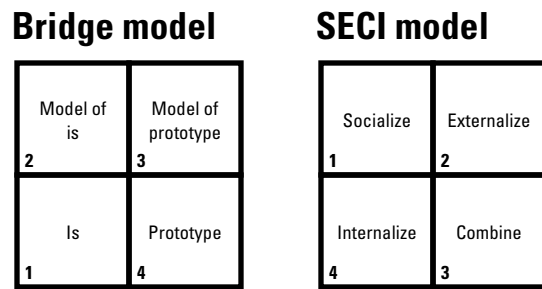 Bridge model
SECI model
Model of
is
2
Model of
prototype
3
Is
1
Prototype
4
Socialize
1
Externalize
2
Internalize
4
Combine
3